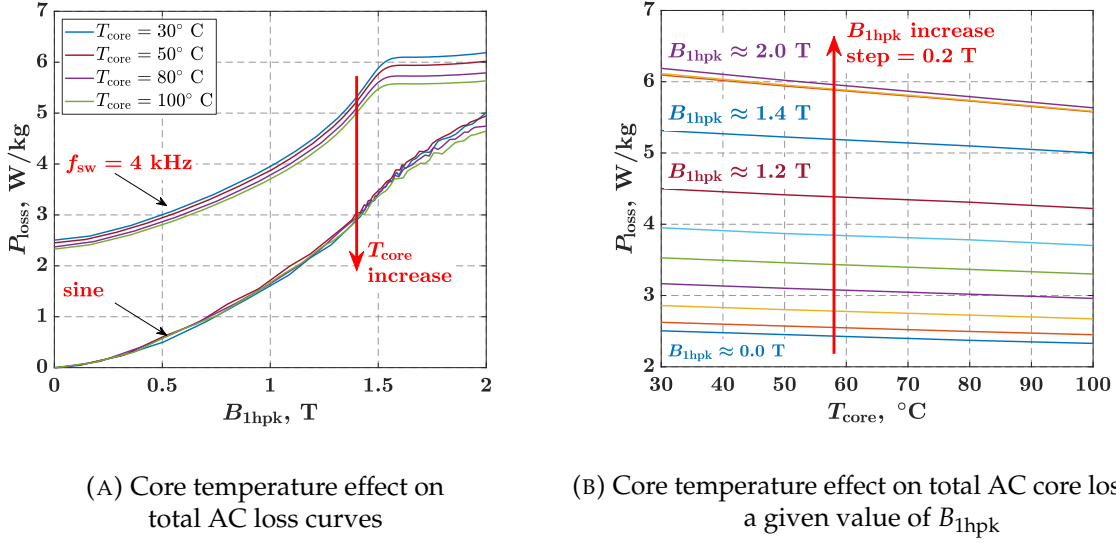 T_core = 30° C
T_core = 50° C
T_core = 80° C
T_core = 100° C
f_sw = 4 kHz
sine
T_core
increase
7
6
5
4
3
2
1
0
P_loss, W/kg
0
0.5
1
1.5
2
B_1hpk, T
(A) Core temperature effect on
total AC loss curves
B_1hpk ≈ 2.0 T
B_1hpk increase
step = 0.2 T
B_1hpk ≈ 1.4 T
B_1hpk ≈ 1.2 T
B_1hpk ≈ 0.0 T
7
6
5
4
3
2
P_loss, W/kg
30
40
50
60
70
80
90
100
T_core, °C
(B) Core temperature effect on total AC core los
a given value of B_1hpk